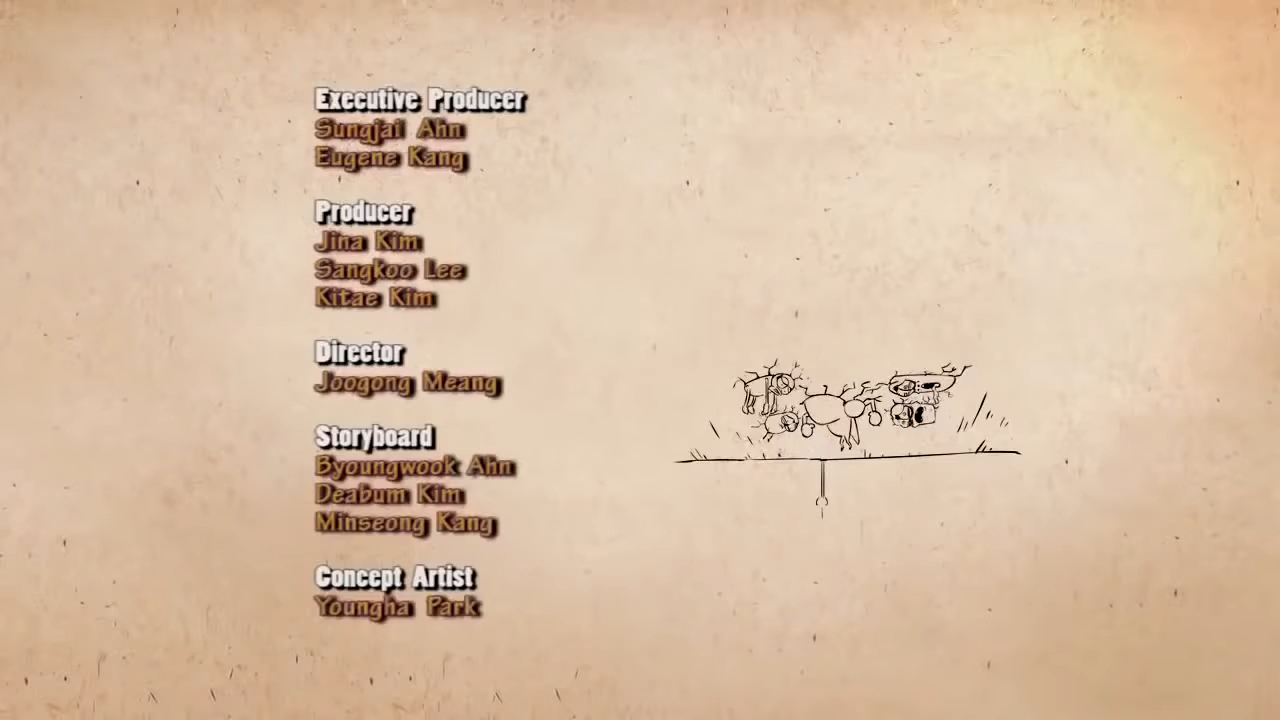 Executive Producer
Sungjai Ahn
Eugene Kang
Producer
Jina Kim
Sangkoo Lee
Kitae Kim
Director
Joogong Meang
Storyboard
Byoungwook Ahn
Deabum Kim
Minseong Kang
Concept Artist
Youngha Park